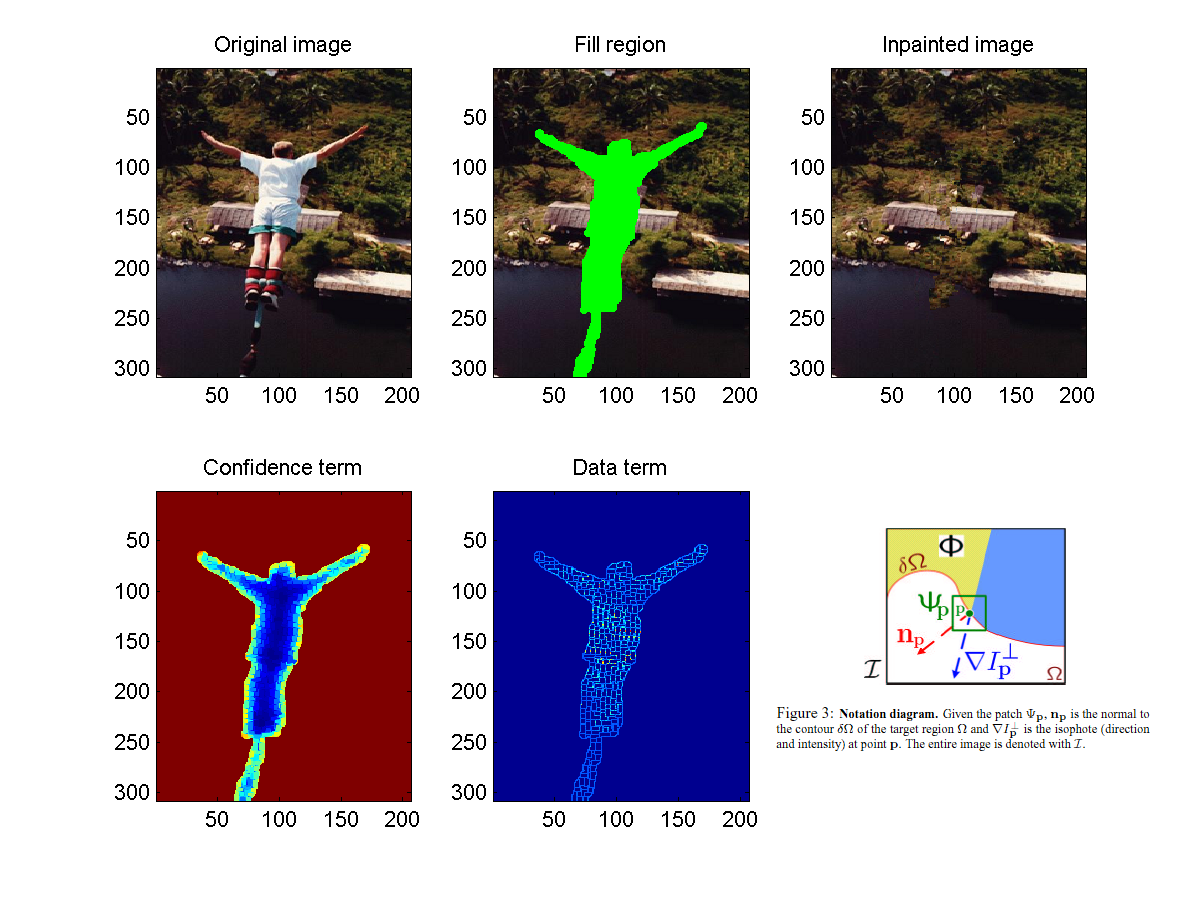 Original image
Fill region
Inpainted image
50
100
150
200
250
300
50 100 150 200
50
100
150
200
250
300
50 100 150 200
50
100
150
200
250
300
50 100 150 200
Confidence term
Data term
50
100
150
200
250
300
50 100 150 200
50
100
150
200
250
300
50 100 150 200
Φ
δΩ
Ψp
p
np
∇I⊥p
I
Ω
Figure 3: Notation diagram. Given the patch Ψp, np is the normal to
the contour δΩ of the target region Ω and ∇I⊥p is the isophote (direction
and intensity) at point p. The entire image is denoted with I.